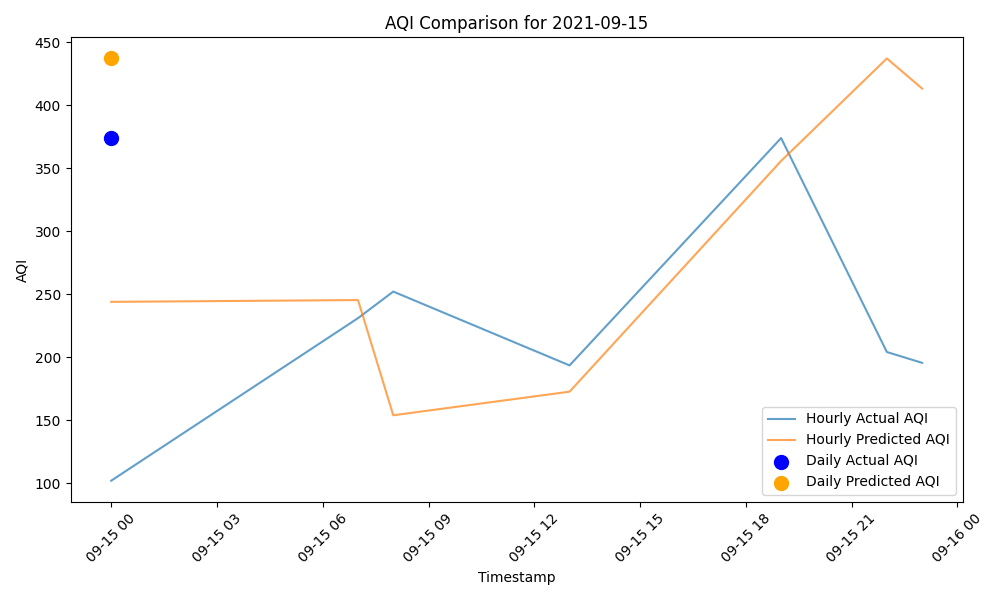 AQI Comparison for 2021-09-15
AQI
450
400
350
300
250
200
150
100
Hourly Actual AQI
Hourly Predicted AQI
Daily Actual AQI
Daily Predicted AQI
09-15 00
09-15 03
09-15 06
09-15 09
09-15 12
09-15 15
09-15 18
09-15 21
09-16 00
Timestamp